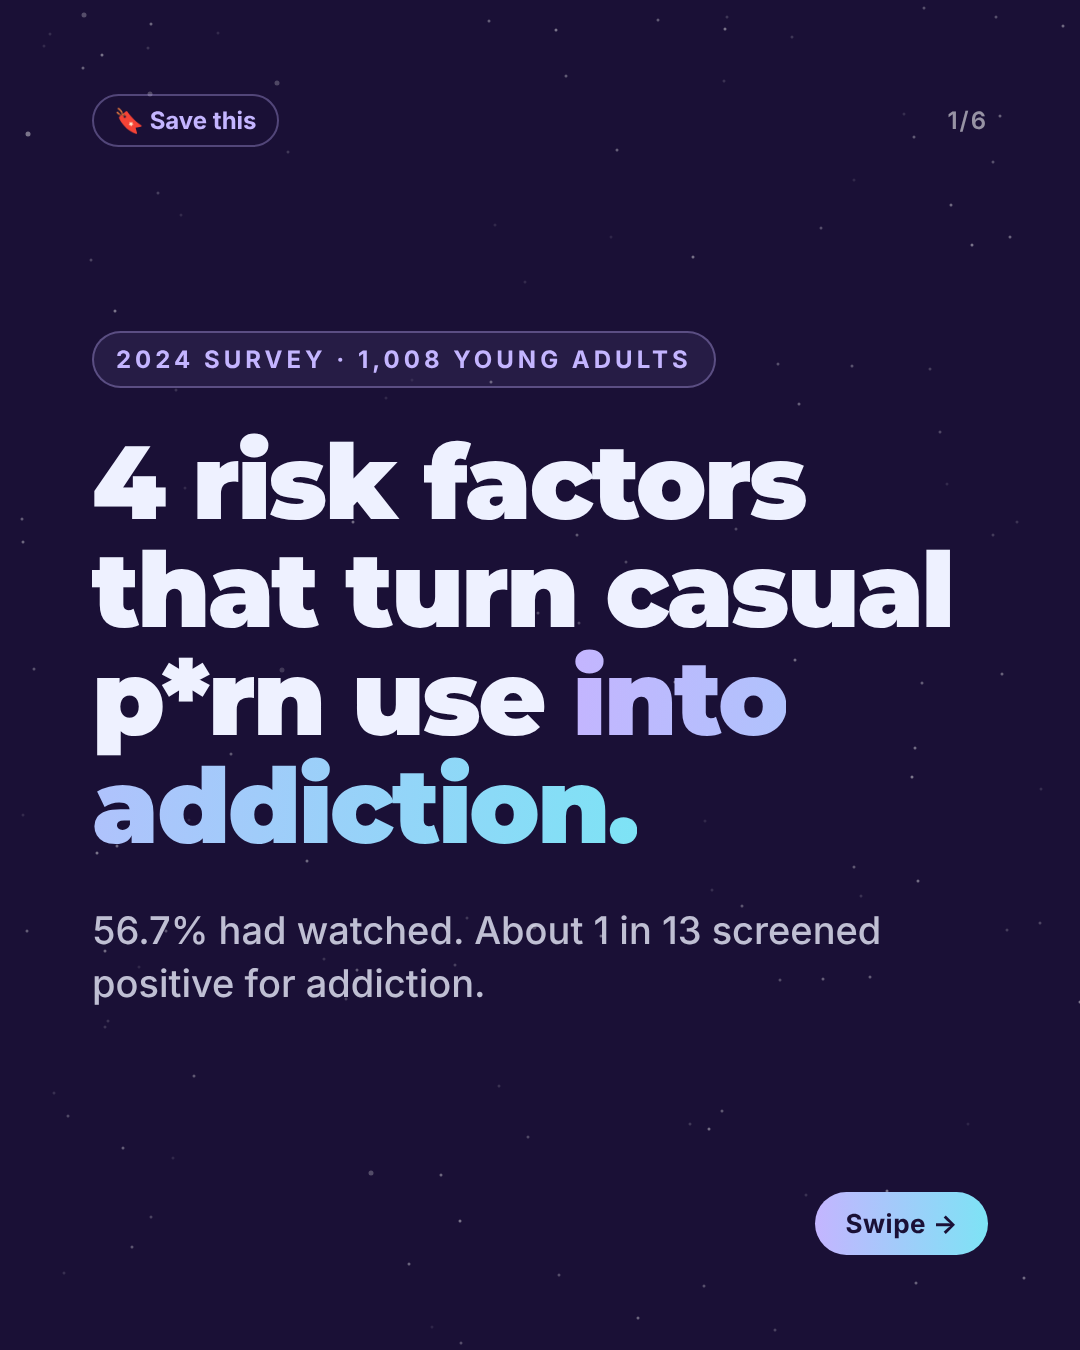 🔖 Save this
1/6
2024 SURVEY · 1,008 YOUNG ADULTS
4 risk factors
that turn casual
p*rn use into
addiction.
56.7% had watched. About 1 in 13 screened
positive for addiction.
Swipe →